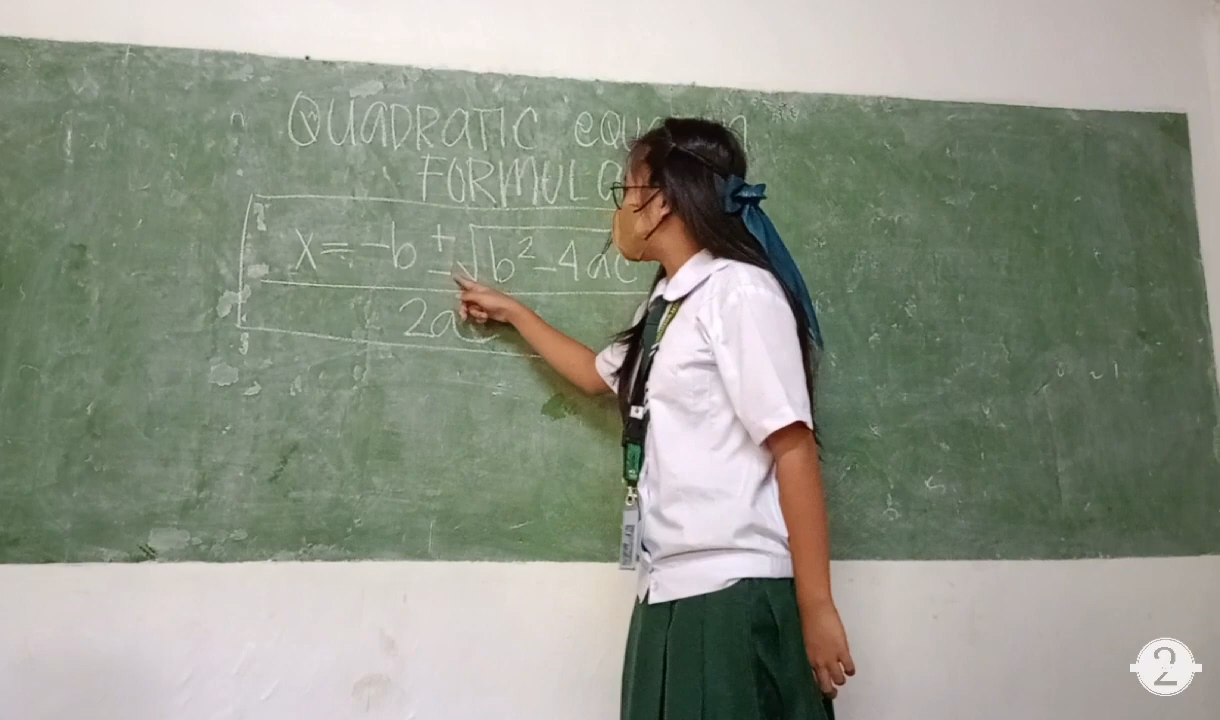 QUADRATIC
FORMULA
x = -b ± √b² - 4ac
2a
2